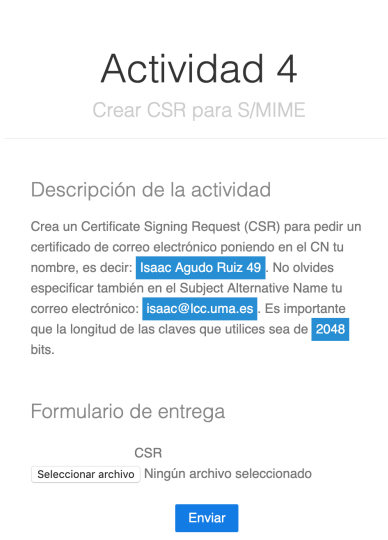 Actividad 4
Crear CSR para S/MIME
Descripción de la actividad
Crea un Certificate Signing Request (CSR) para pedir un
certificado de correo electrónico poniendo en el CN tu
nombre, es decir: Isaac Agudo Ruiz 49 . No olvides
especificar también en el Subject Alternative Name tu
correo electrónico: isaac@lcc.uma.es . Es importante
que la longitud de las claves que utilices sea de 2048
bits.
Formulario de entrega
CSR
Seleccionar archivo Ningún archivo seleccionado
Enviar